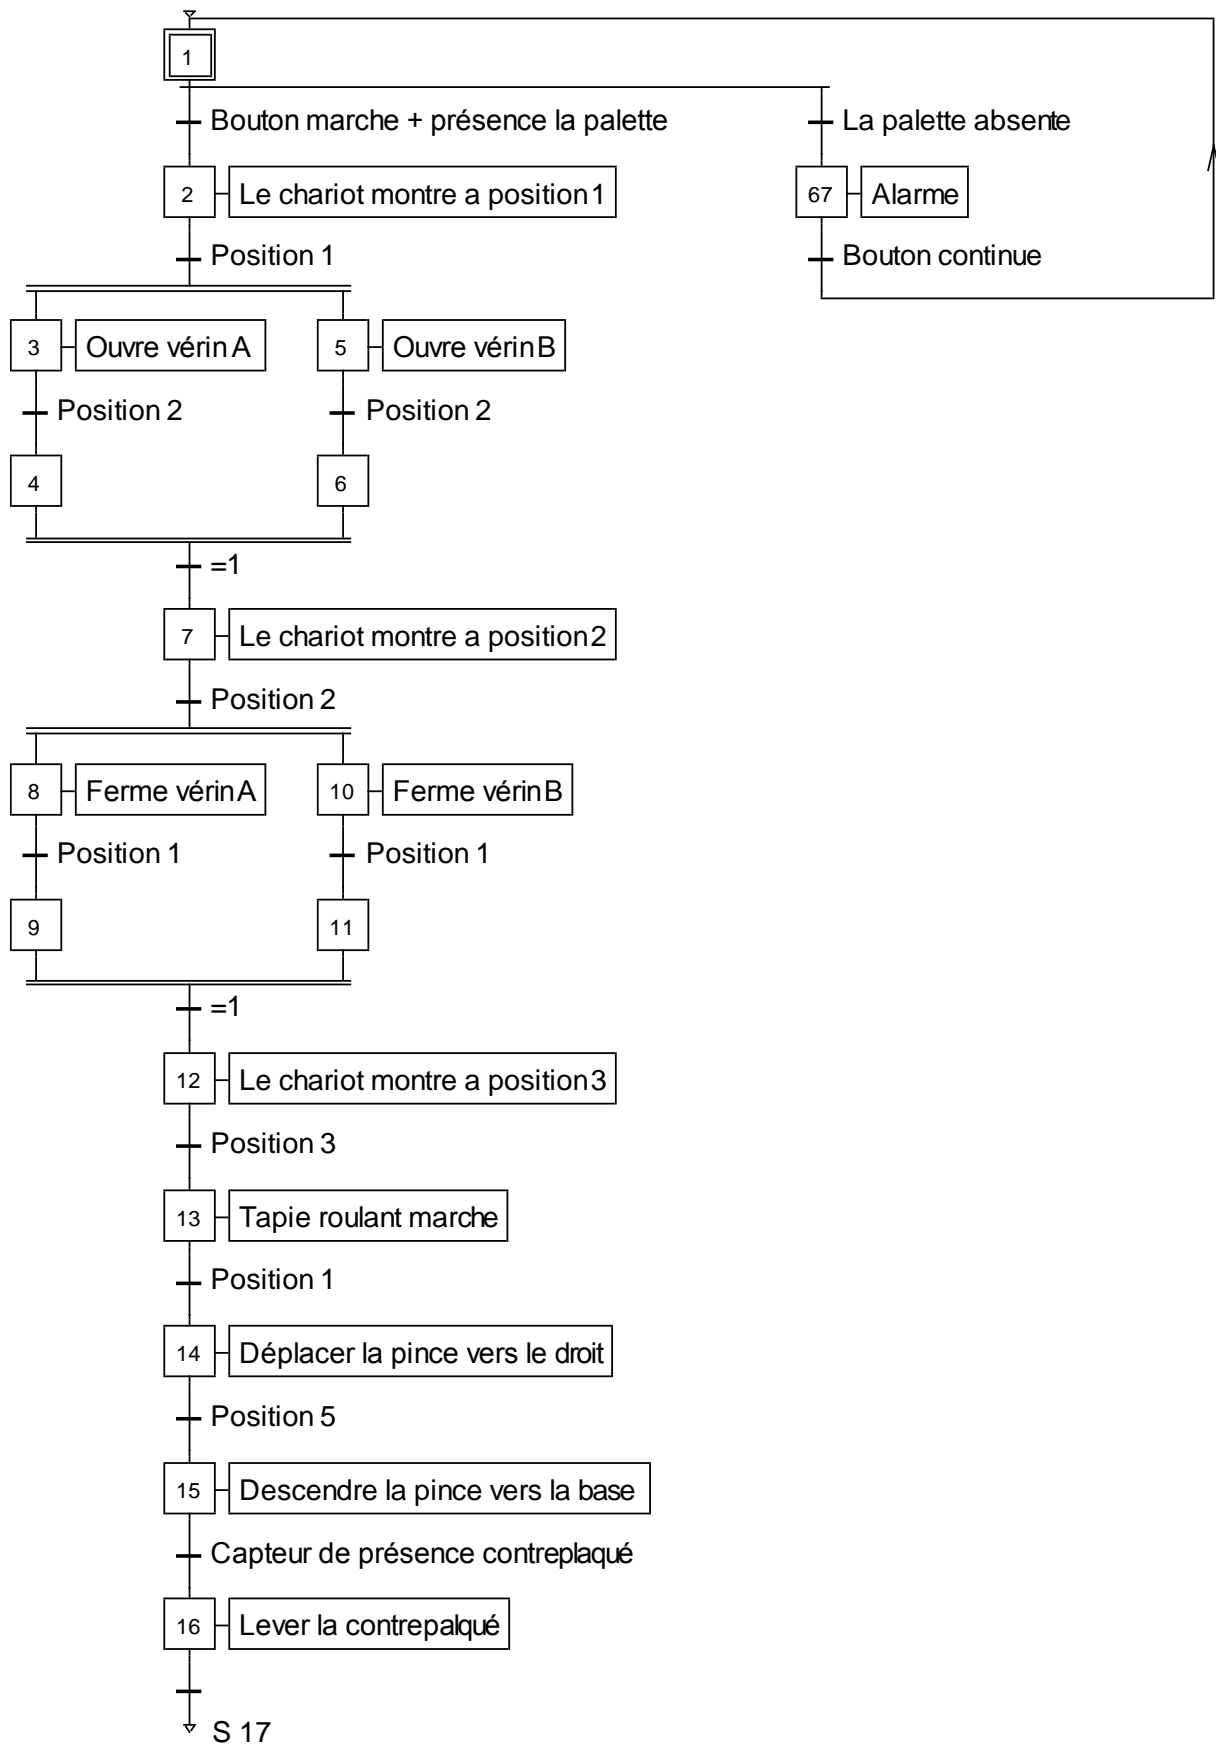 1
Bouton marche + présence la palette
La palette absente
2
Le chariot montre a position 1
67
Alarme
Position 1
Bouton continue
3
Ouvre vérin A
5
Ouvre vérin B
Position 2
Position 2
4
6
=1
7
Le chariot montre a position 2
Position 2
8
Ferme vérin A
10
Ferme vérin B
Position 1
Position 1
9
11
=1
12
Le chariot montre a position 3
Position 3
13
Tapie roulant marche
Position 1
14
Déplacer la pince vers le droit
Position 5
15
Descendre la pince vers la base
Capteur de présence contreplaqué
16
Lever la contrepalqué
S 17